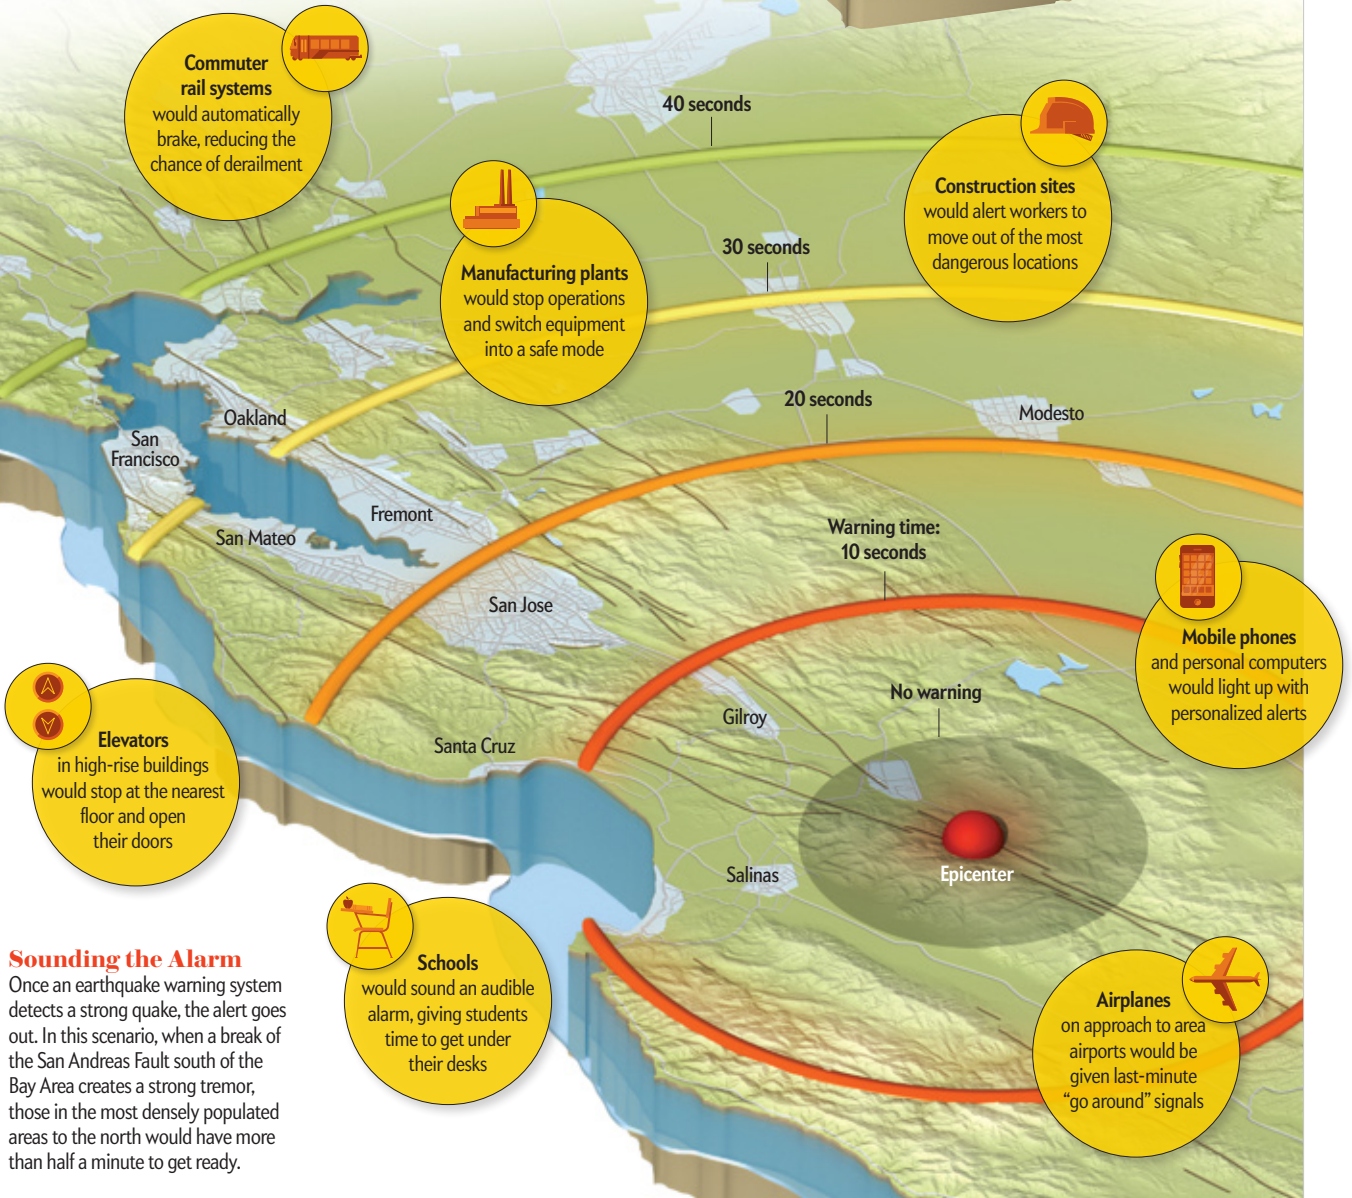 Commuter
rail systems
would automatically
brake, reducing the
chance of derailment
40 seconds
Construction sites
would alert workers to
move out of the most
dangerous locations
Manufacturing plants
would stop operations
and switch equipment
into a safe mode
30 seconds
20 seconds
Modesto
Oakland
San
Francisco
Fremont
San Mateo
Warning time:
10 seconds
San Jose
Mobile phones
and personal computers
would light up with
personalized alerts
No warning
Gilroy
Santa Cruz
Elevators
in high-rise buildings
would stop at the nearest
floor and open
their doors
Salinas
Epicenter
Schools
would sound an audible
alarm, giving students
time to get under
their desks
Airplanes
on approach to area
airports would be
given last-minute
“go around” signals
Sounding the Alarm
Once an earthquake warning system
detects a strong quake, the alert goes
out. In this scenario, when a break of
the San Andreas Fault south of the
Bay Area creates a strong tremor,
those in the most densely populated
areas to the north would have more
than half a minute to get ready.